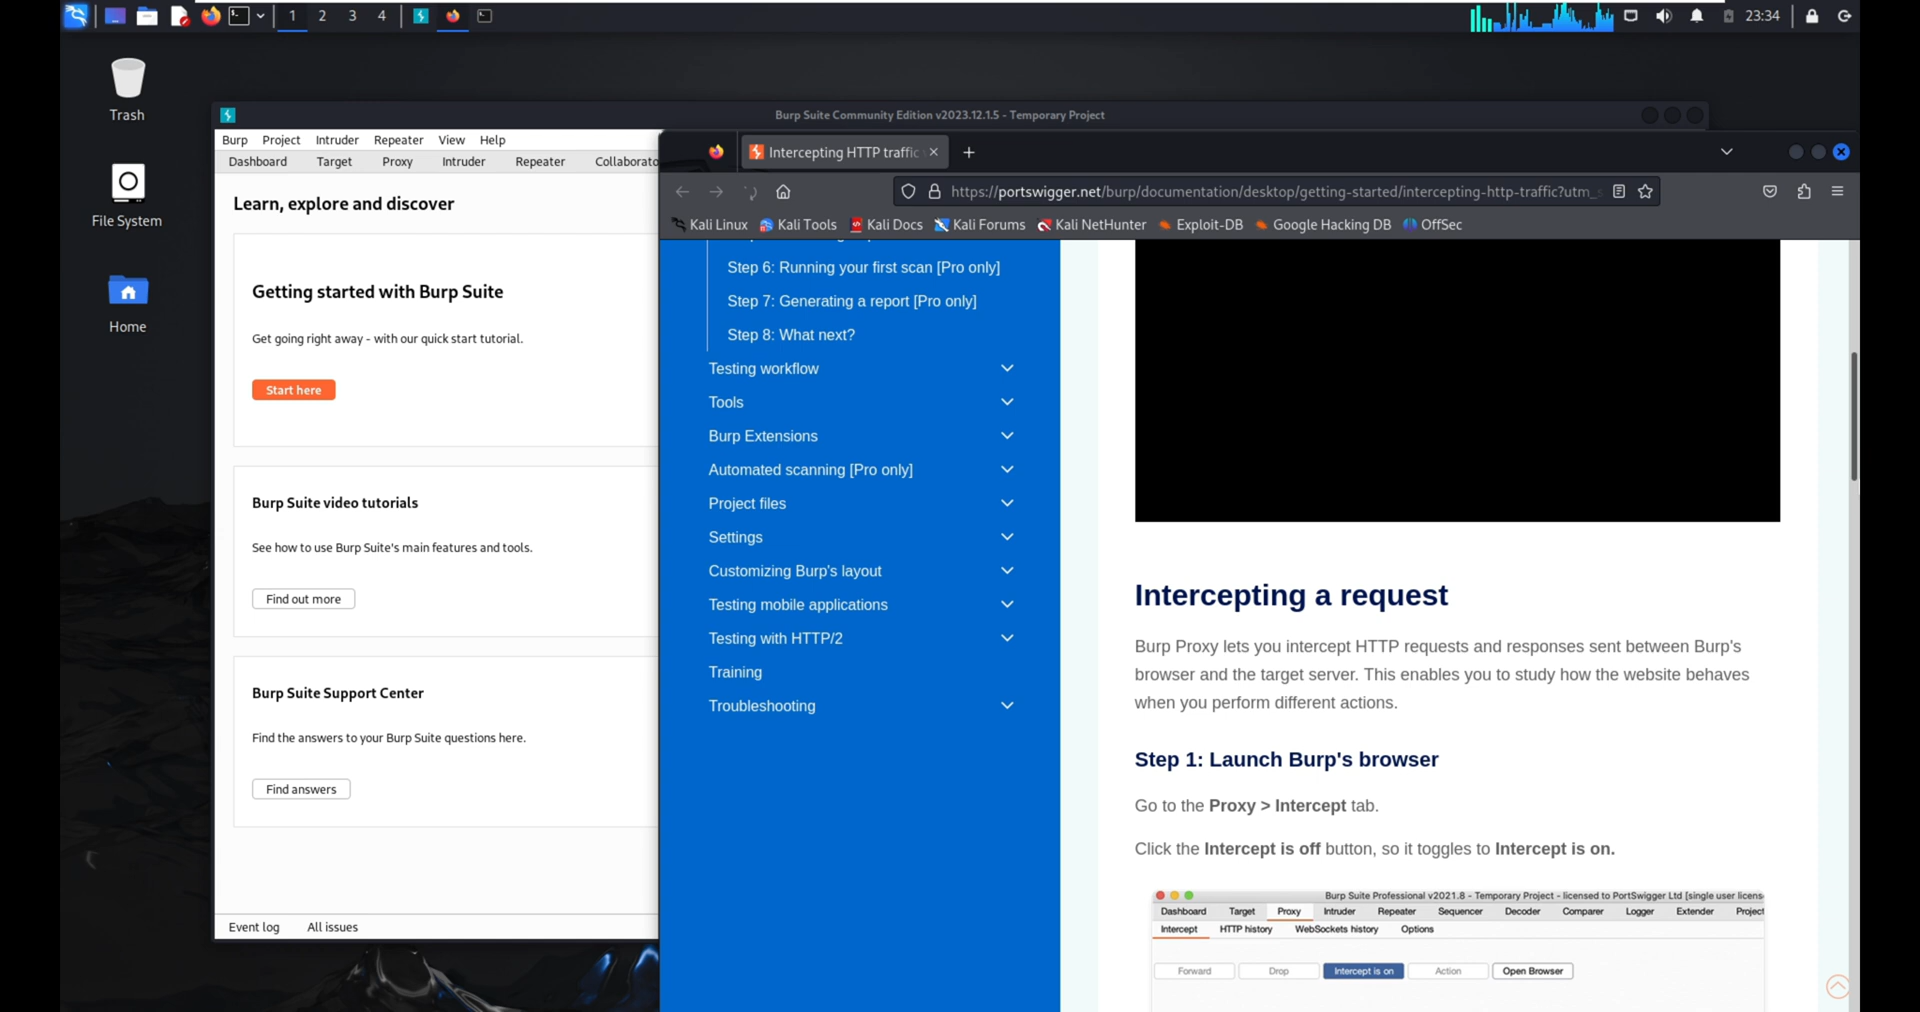 1 2 3 4
23:34
Trash
File System
Home
Burp Suite Community Edition v2023.12.1.5 - Temporary Project
Burp Project Intruder Repeater View Help
Dashboard Target Proxy Intruder Repeater Collaborato
Learn, explore and discover
Getting started with Burp Suite
Get going right away - with our quick start tutorial.
Start here
Burp Suite video tutorials
See how to use Burp Suite's main features and tools.
Find out more
Burp Suite Support Center
Find the answers to your Burp Suite questions here.
Find answers
Event log All issues
Intercepting HTTP traffic
https://portswigger.net/burp/documentation/desktop/getting-started/intercepting-http-traffic?utm_s
Kali Linux Kali Tools Kali Docs Kali Forums Kali NetHunter Exploit-DB Google Hacking DB OffSec
Step 6: Running your first scan [Pro only]
Step 7: Generating a report [Pro only]
Step 8: What next?
Testing workflow
Tools
Burp Extensions
Automated scanning [Pro only]
Project files
Settings
Customizing Burp's layout
Testing mobile applications
Testing with HTTP/2
Training
Troubleshooting
Intercepting a request
Burp Proxy lets you intercept HTTP requests and responses sent between Burp's
browser and the target server. This enables you to study how the website behaves
when you perform different actions.
Step 1: Launch Burp's browser
Go to the Proxy > Intercept tab.
Click the Intercept is off button, so it toggles to Intercept is on.
Burp Suite Professional v2021.8 - Temporary Project - licensed to PortSwigger Ltd [single user licens
Dashboard Target Proxy Intruder Repeater Sequencer Decoder Comparer Logger Extender Project
Intercept HTTP history WebSockets history Options
Forward Drop Intercept is on Action Open Browser